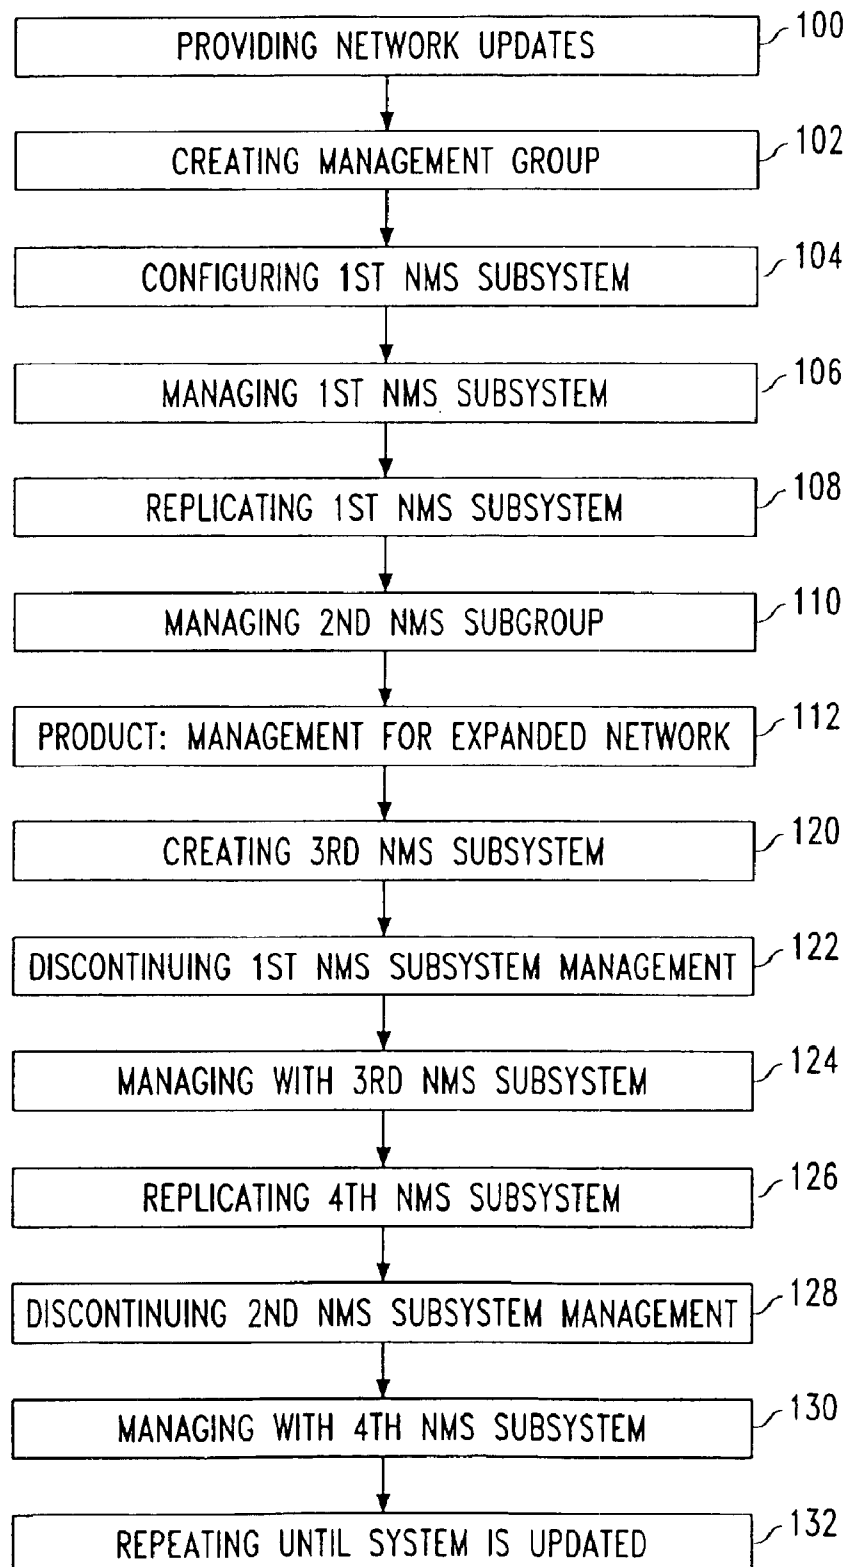 PROVIDING NETWORK UPDATES 100
CREATING MANAGEMENT GROUP 102
CONFIGURING 1ST NMS SUBSYSTEM 104
MANAGING 1ST NMS SUBSYSTEM 106
REPLICATING 1ST NMS SUBSYSTEM 108
MANAGING 2ND NMS SUBGROUP 110
PRODUCT: MANAGEMENT FOR EXPANDED NETWORK 112
CREATING 3RD NMS SUBSYSTEM 120
DISCONTINUING 1ST NMS SUBSYSTEM MANAGEMENT 122
MANAGING WITH 3RD NMS SUBSYSTEM 124
REPLICATING 4TH NMS SUBSYSTEM 126
DISCONTINUING 2ND NMS SUBSYSTEM MANAGEMENT 128
MANAGING WITH 4TH NMS SUBSYSTEM 130
REPEATING UNTIL SYSTEM IS UPDATED 132